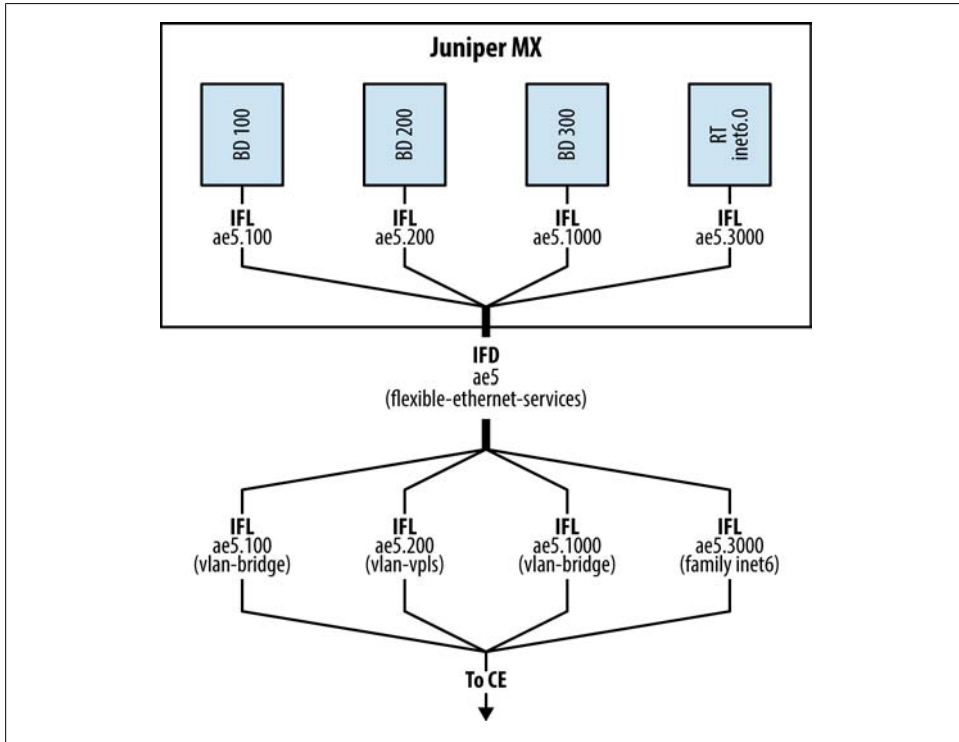 Juniper MX
BD 100
BD 200
BD 300
RT
inet6.0
IFL
ae5.100
IFL
ae5.200
IFL
ae5.1000
IFL
ae5.3000
IFD
ae5
(flexible-ethernet-services)
IFL
ae5.100
(vlan-bridge)
IFL
ae5.200
(vlan-vpls)
IFL
ae5.1000
(vlan-bridge)
IFL
ae5.3000
(family inet6)
To CE